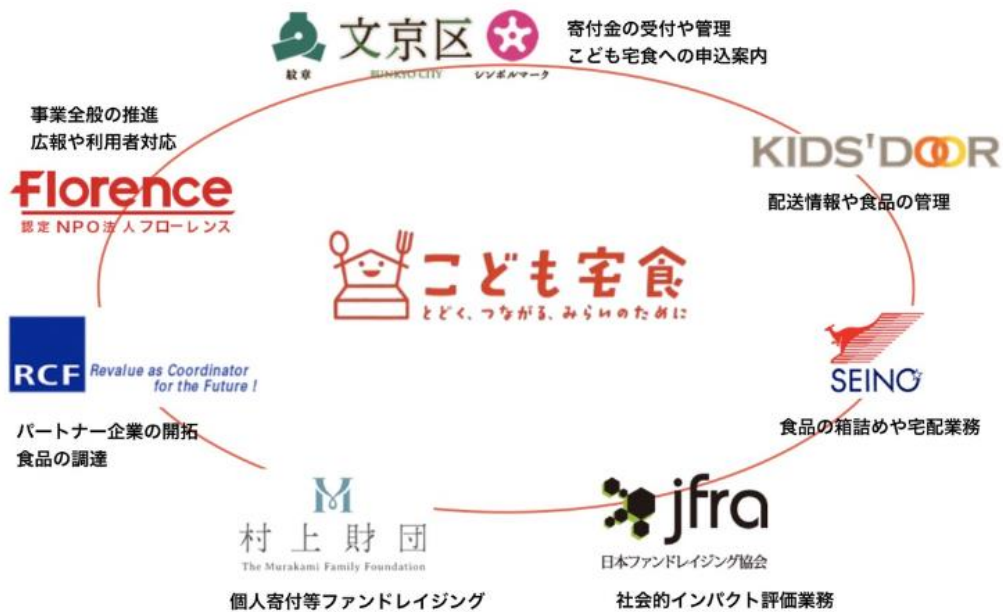 文京区
紋章
BUNKYO CITY
シンボルマーク
寄付金の受付や管理
こども宅食への申込案内
事業全般の推進
広報や利用者対応
Florence
認定NPO法人フローレンス
KIDS'DOOR
配送情報や食品の管理
こども宅食
とどく、つながる、みらいのために
RCF
Revalue as Coordinator
for the Future !
パートナー企業の開拓
食品の調達
SEINO
食品の箱詰めや宅配業務
村上財団
The Murakami Family Foundation
個人寄付等ファンドレイジング
jfra
日本ファンドレイジング協会
社会的インパクト評価業務